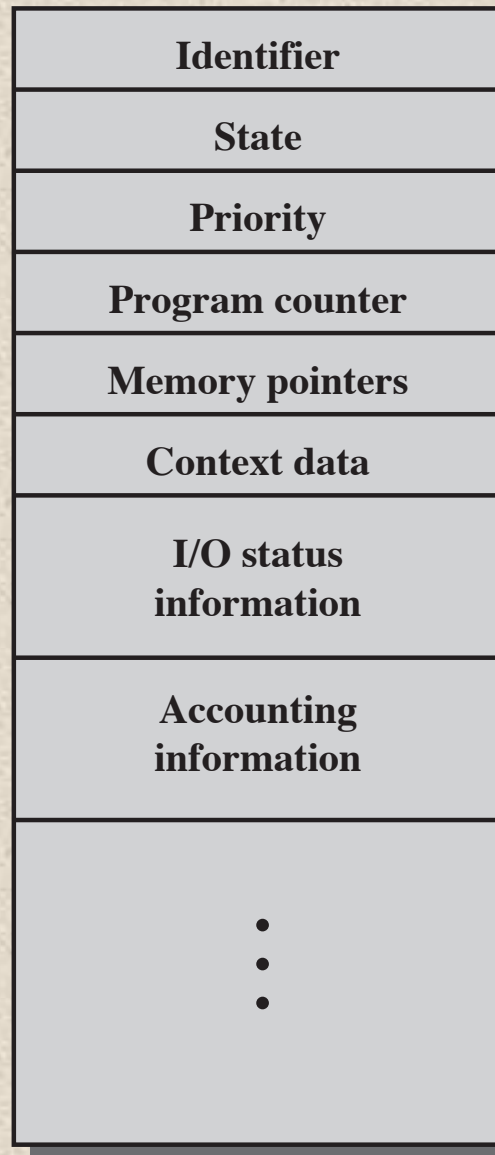 Identifier
State
Priority
Program counter
Memory pointers
Context data
I/O status
information
Accounting
information